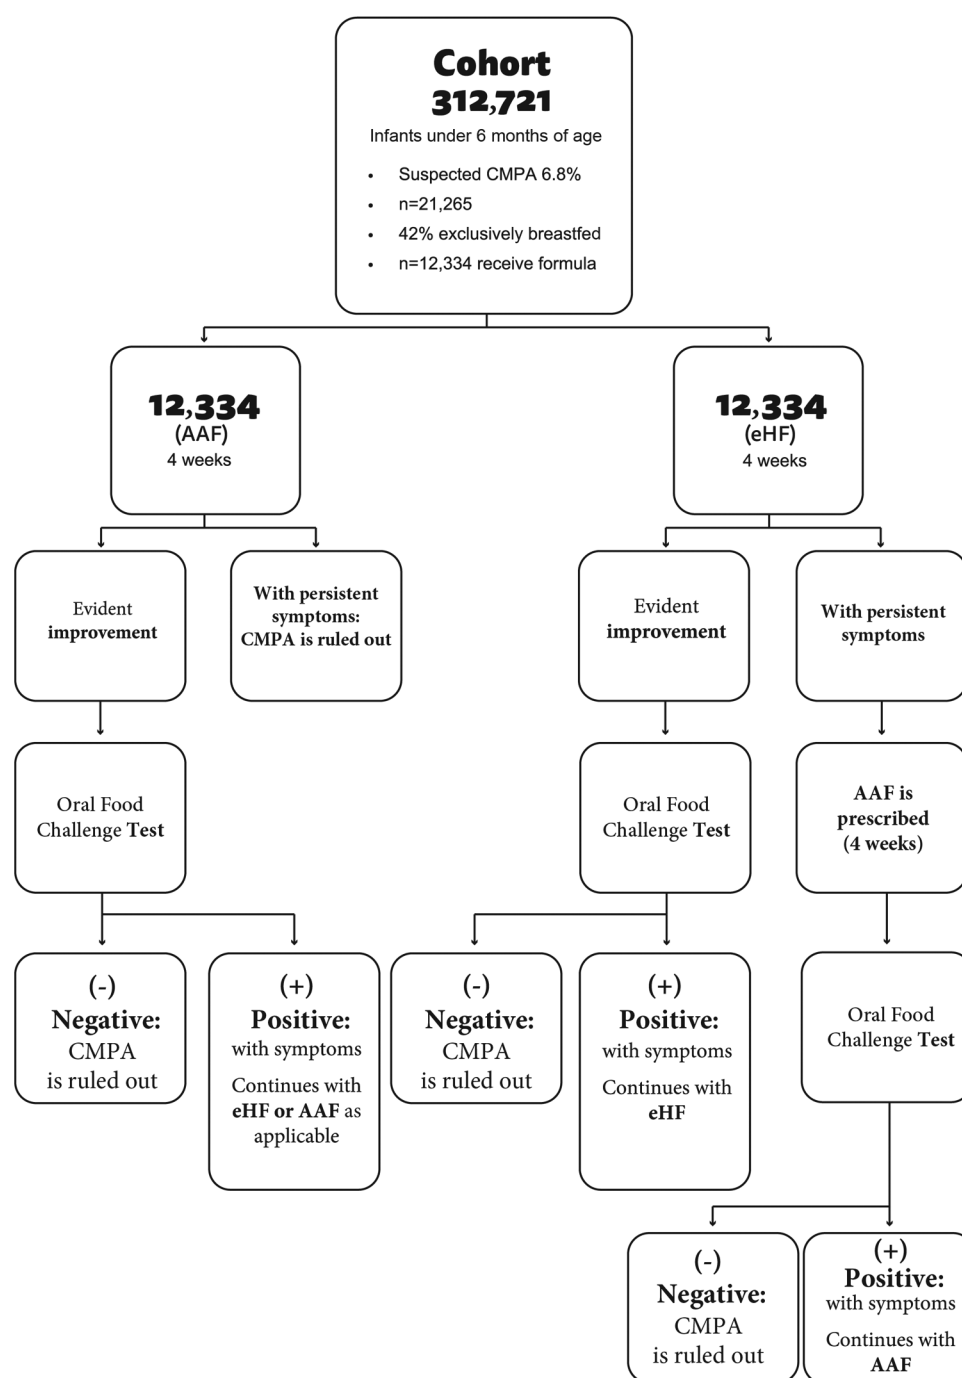 Cohort
312,721
Infants under 6 months of age
• Suspected CMPA 6.8%
• n=21,265
• 42% exclusively breastfed
• n=12,334 receive formula
12,334
(AAF)
4 weeks
12,334
(eHF)
4 weeks
Evident
improvement
With persistent
symptoms:
CMPA is ruled out
Evident
improvement
With persistent
symptoms
Oral Food
Challenge Test
Oral Food
Challenge Test
AAF is
prescribed
(4 weeks)
(-)
Negative:
CMPA
is ruled out
(+)
Positive:
with symptoms
Continues with
eHF or AAF as
applicable
(-)
Negative:
CMPA
is ruled out
(+)
Positive:
with symptoms
Continues with
eHF
Oral Food
Challenge Test
(-)
Negative:
CMPA
is ruled out
(+)
Positive:
with symptoms
Continues with
AAF